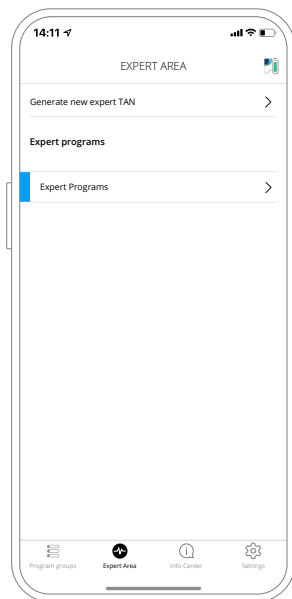 14:11
EXPERT AREA
Generate new expert TAN
Expert programs
Expert Programs
Program groups Expert Area Info Center Settings